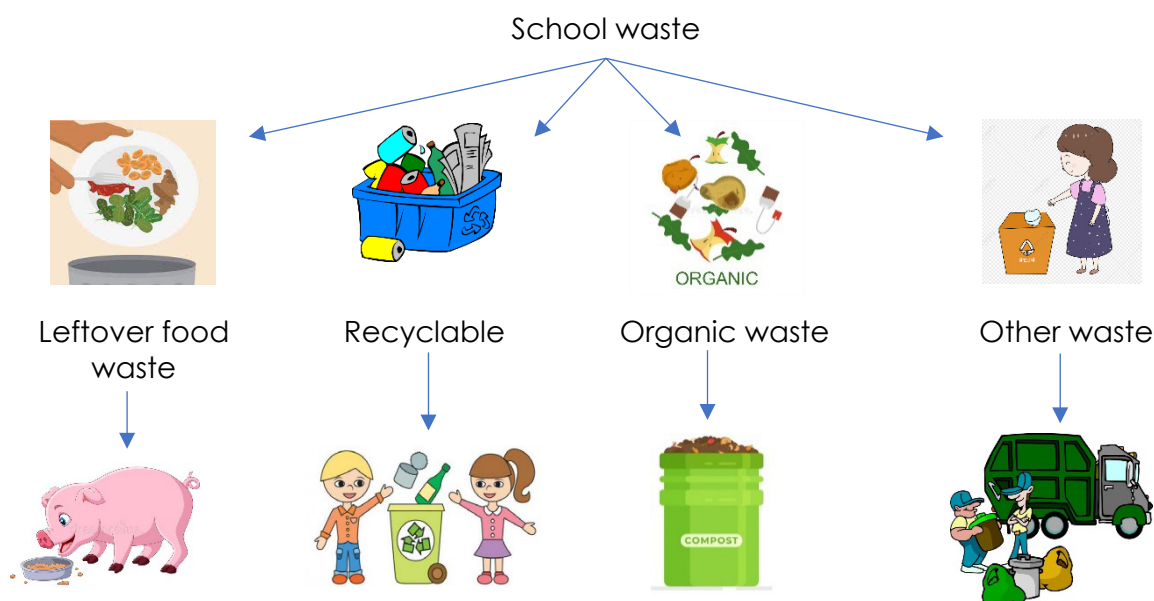 School waste
ORGANIC
Leftover food
waste
Recyclable
Organic waste
Other waste
COMPOST